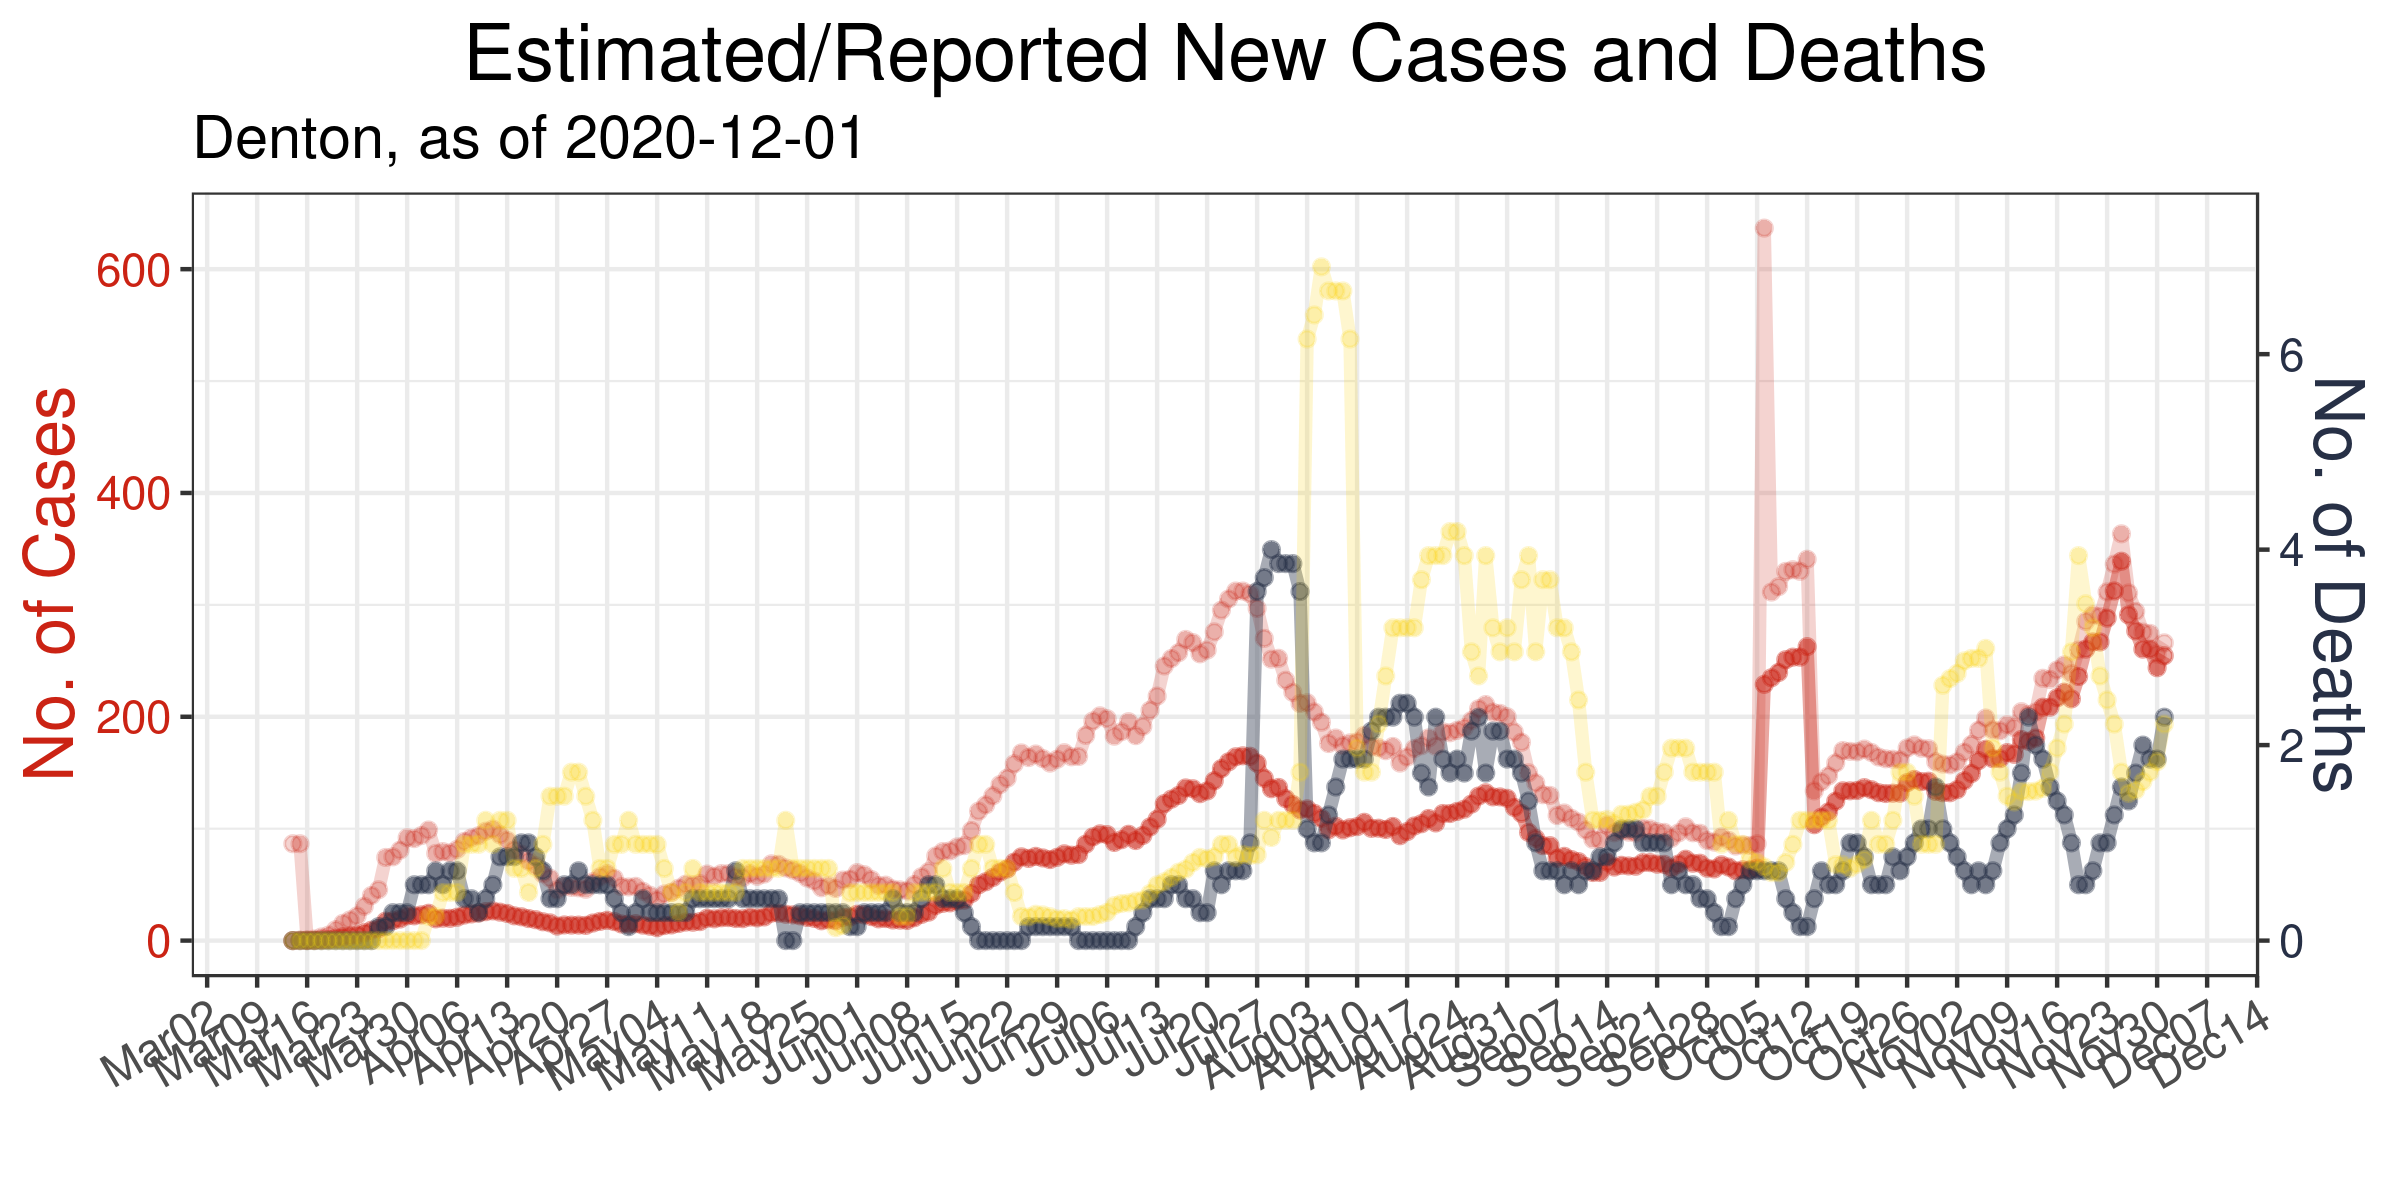 Estimated/Reported New Cases and Deaths
Denton, as of 2020-12-01
No. of Cases
600
400
200
0
No. of Deaths
6
4
2
0
Mar02
Mar09
Mar16
Mar23
Mar30
Apr06
Apr13
Apr20
Apr27
May04
May11
May18
May25
Jun01
Jun08
Jun15
Jun22
Jun29
Jul06
Jul13
Jul20
Jul27
Aug03
Aug10
Aug17
Aug24
Aug31
Sep07
Sep14
Sep21
Sep28
Oct05
Oct12
Oct19
Oct26
Nov02
Nov09
Nov16
Nov23
Nov30
Dec07
Dec14